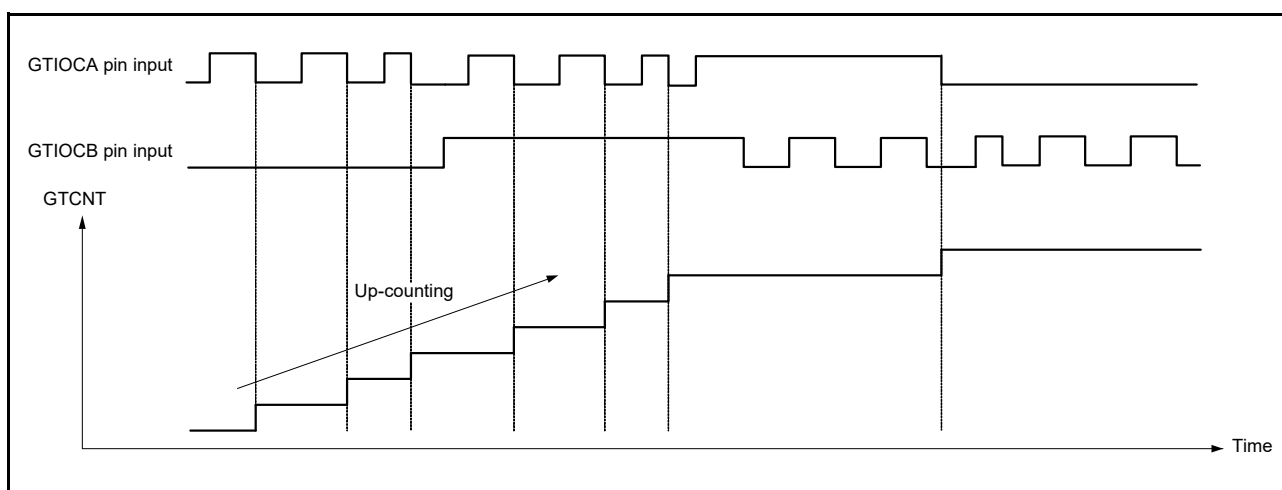 GTIOCA pin input
GTIOCB pin input
GTCNT
Up-counting
Time